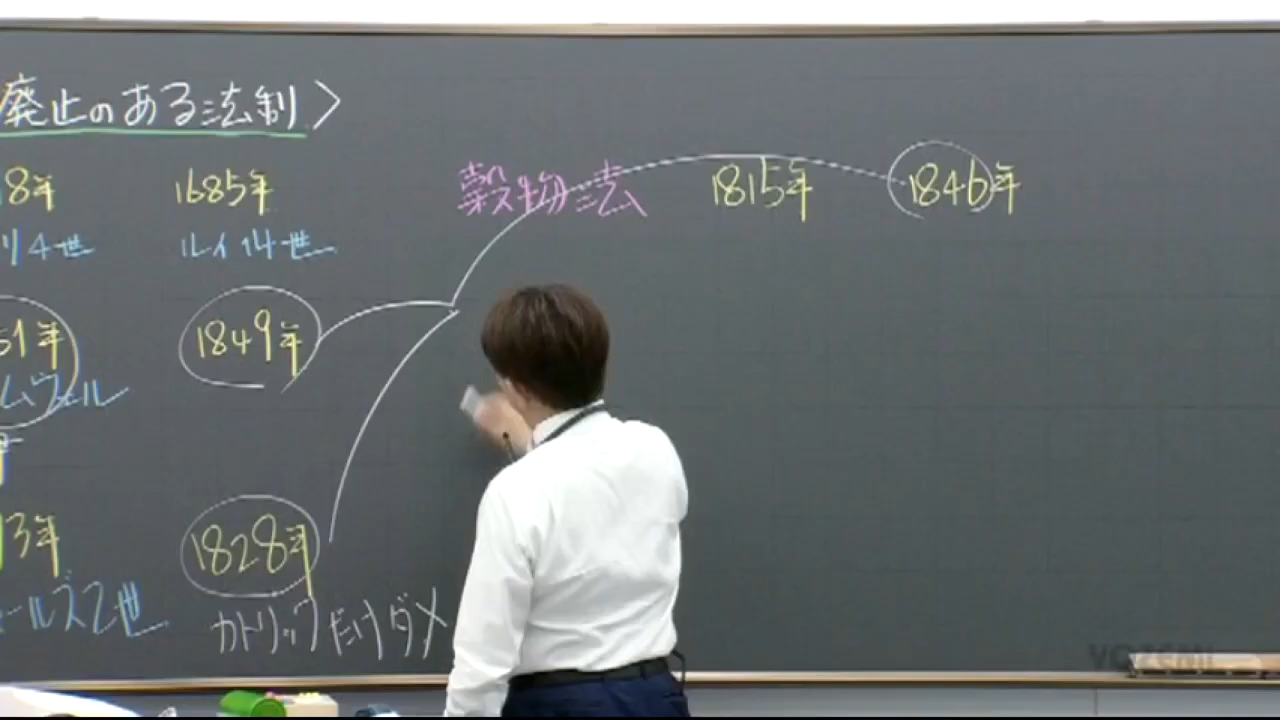 廃止のある法制〉
8年 1685年 穀物法 1815年 1846年
リ4世 ルイ14世
51年 1849年
ムウェル
3年 1828年
ールズ2世 カトリックだけダメ